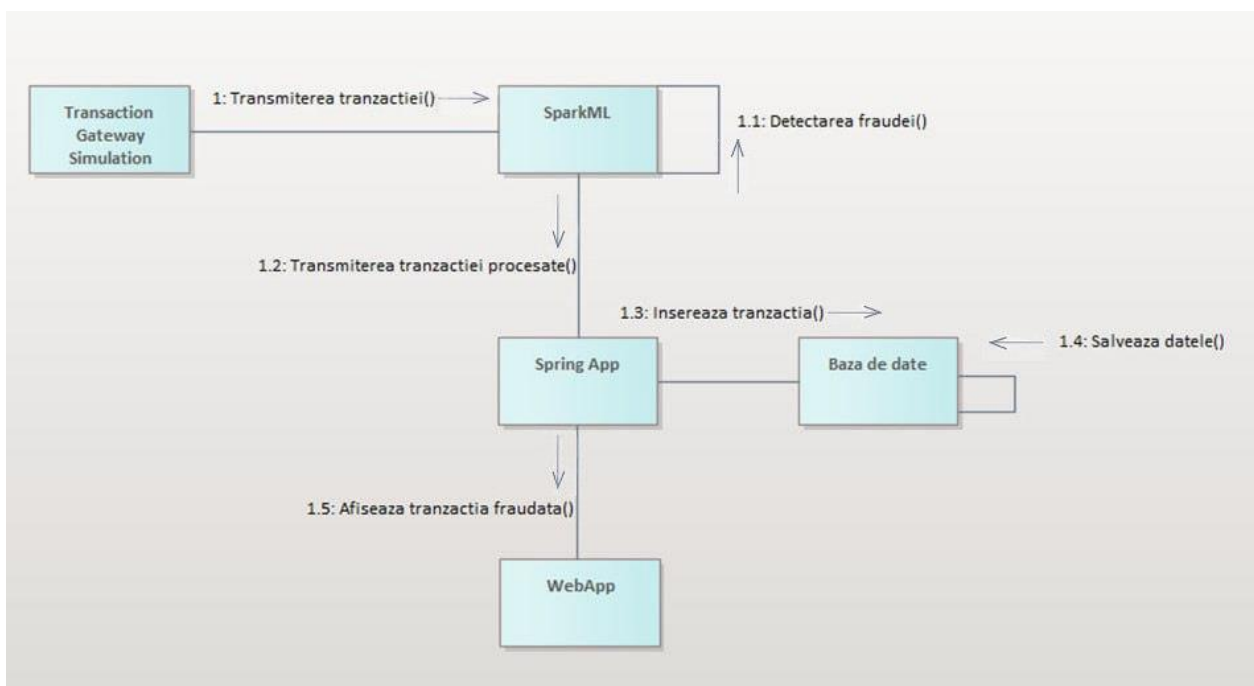 1: Transmiterea tranzactiei()
Transaction
Gateway
Simulation
SparkML
1.1: Detectarea fraudei()
1.2: Transmiterea tranzactiei procesate()
1.3: Insereaza tranzactia()
1.4: Salveaza datele()
Spring App
Baza de date
1.5: Afiseaza tranzactia fraudata()
WebApp